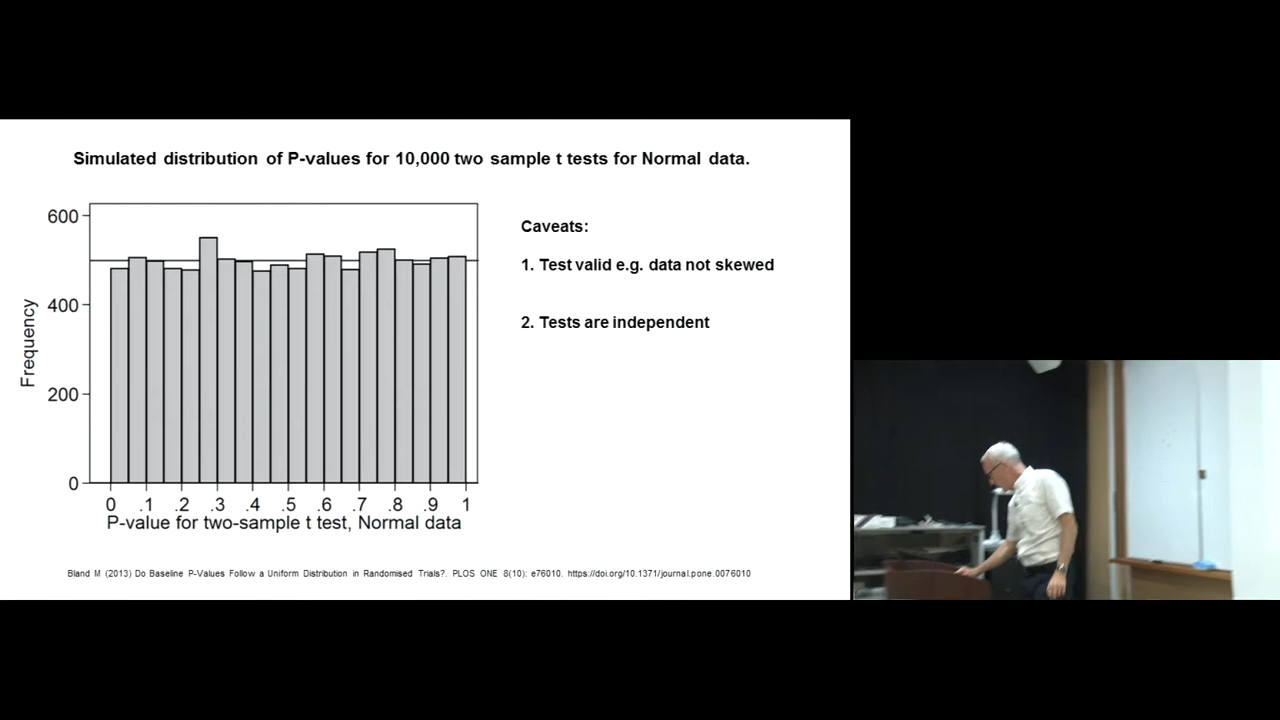 Simulated distribution of P-values for 10,000 two sample t tests for Normal data.
600
400
200
0
Frequency
0 .1 .2 .3 .4 .5 .6 .7 .8 .9 1
P-value for two-sample t test, Normal data
Caveats:
1. Test valid e.g. data not skewed
2. Tests are independent
Bland M (2013) Do Baseline P-Values Follow a Uniform Distribution in Randomised Trials?. PLOS ONE 8(10): e76010. https://doi.org/10.1371/journal.pone.0076010